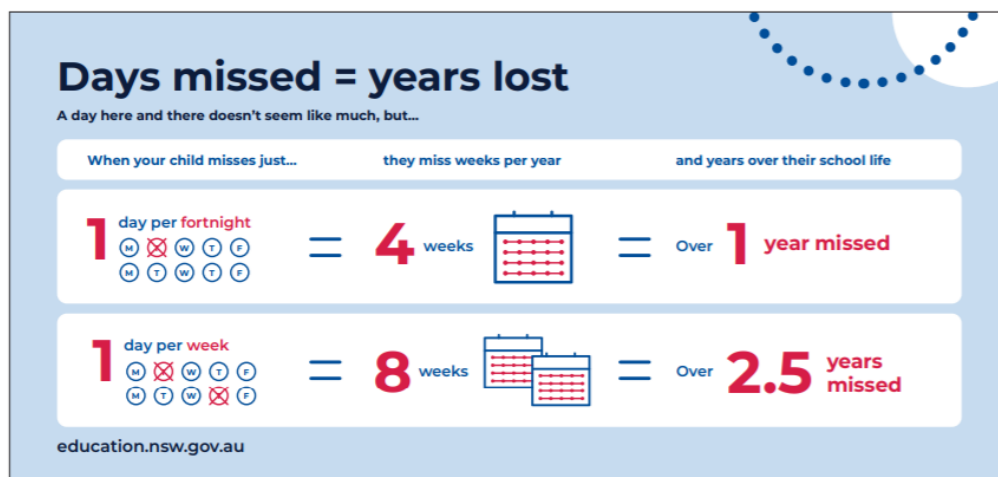 Days missed = years lost
A day here and there doesn't seem like much, but...
When your child misses just... they miss weeks per year and years over their school life
1 day per fortnight
M T W T F
M T W T F
= 4 weeks = Over 1 year missed
1 day per week
M T W T F
M T W T F
= 8 weeks = Over 2.5 years
missed
education.nsw.gov.au